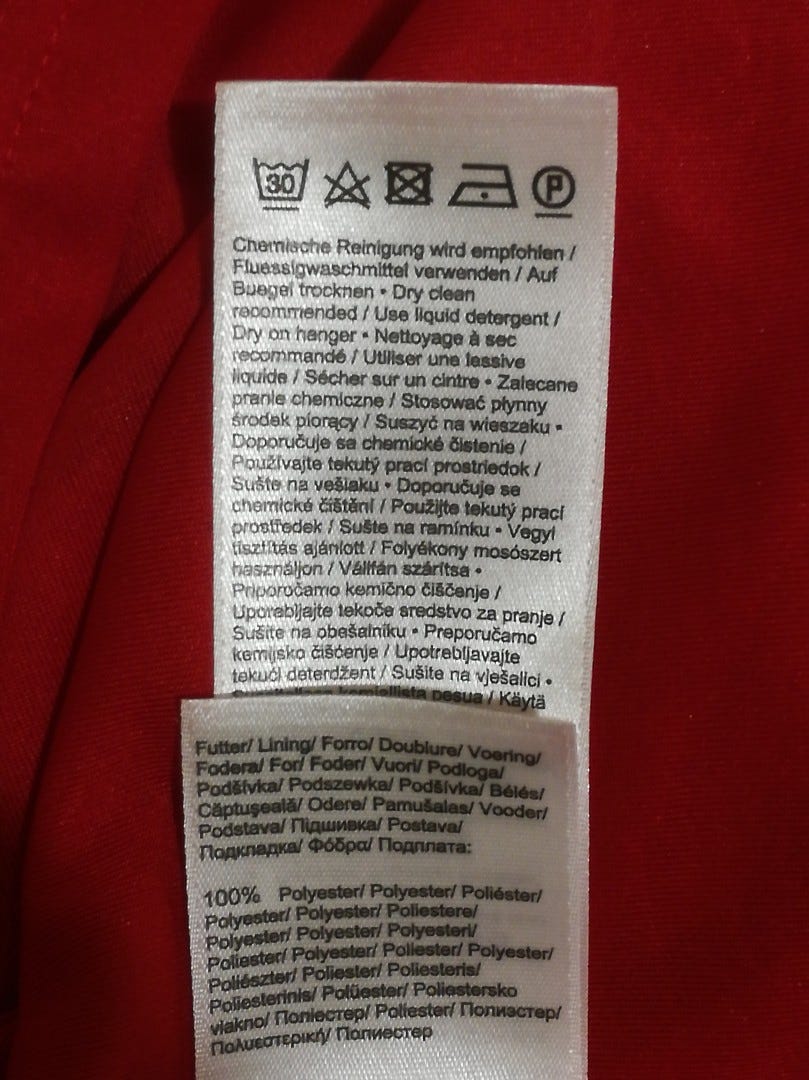 30 P
Chemische Reinigung wird empfohlen /
Fluessigwaschmittel verwenden / Auf
Buegel trocknen • Dry clean
recommended / Use liquid detergent /
Dry on hanger • Nettoyage à sec
recommandé / Utiliser une lessive
liquide / Sécher sur un cintre • Zalecane
pranie chemiczne / Stosować płynny
środek piorący / Suszyć na wieszaku •
Doporučuje sa chemické čistenie /
Používajte tekutý prací prostriedok /
Sušte na vešiaku • Doporučuje se
chemické čištění / Použijte tekutý prací
prostředek / Sušte na ramínku • Vegyi
tisztítás ajánlott / Folyékony mosószert
használjon / Vállfán szárítsa •
Priporočamo kemično čiščenje /
Uporabljajte tekoče sredstvo za pranje /
Sušite na obešalniku • Preporučamo
kemijsko čišćenje / Upotrebljavajte
tekući deterdžent / Sušite na vješalici •
kemiallista pesua / Käytä
Futter/ Lining/ Forro/ Doublure/ Voering/
Fodera/ For/ Foder/ Vuori/ Podloga/
Podšívka/ Podszewka/ Podšívka/ Bélés/
Căptuşeală/ Odere/ Pamušalas/ Vooder/
Podstava/ Підшивка/ Postava/
Подкладка/ Φόδρα/ Подплата:
100% Polyester/ Polyester/ Poliéster/
Polyester/ Polyester/ Poliestere/
Polyester/ Polyester/ Polyesteri/
Poliester/ Polyester/ Poliester/ Polyester/
Poliészter/ Poliester/ Poliesteris/
Poliesterinis/ Polüester/ Poliestersko
vlakno/ Поліестер/ Poliester/ Полиэстер/
Πολυεστερική/ Полиестер